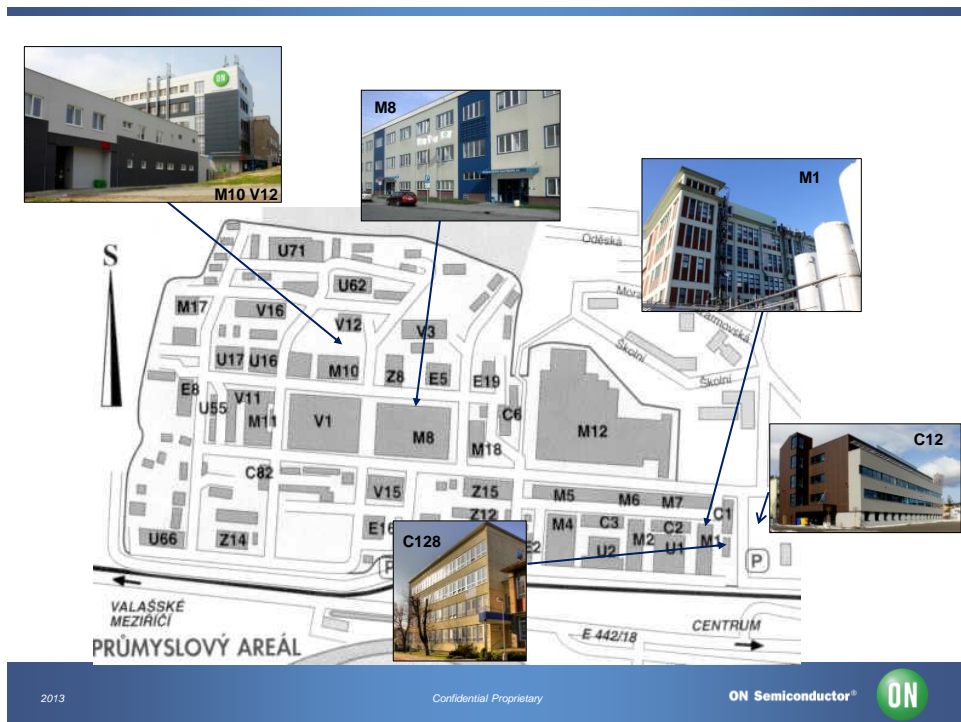 ON
M10 V12
M8
M1
C12
C128
S
Oděská
Školní
Školní
U71
U62
M17
V16
V12
V3
U17
U16
M10
Z8
E5
E19
E8
U55
V11
M11
V1
M8
C6
M18
M12
C82
V15
Z15
M5
M6
M7
C1
Z12
E16
M4
C3
C2
M2
M1
U2
U1
U66
Z14
P
P
VALAŠSKÉ
MEZIŘÍČÍ
E 442/18
CENTRUM
PRŮMYSLOVÝ AREÁL
2013
Confidential Proprietary
ON Semiconductor®
ON